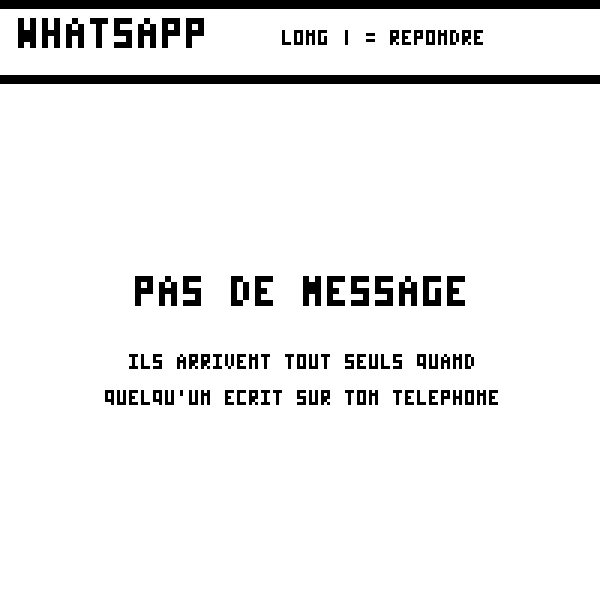 WHATSAPP
LONG | = REPONDRE
PAS DE MESSAGE
ILS ARRIVENT TOUT SEULS QUAND
QUELQU'UN ECRIT SUR TON TELEPHONE